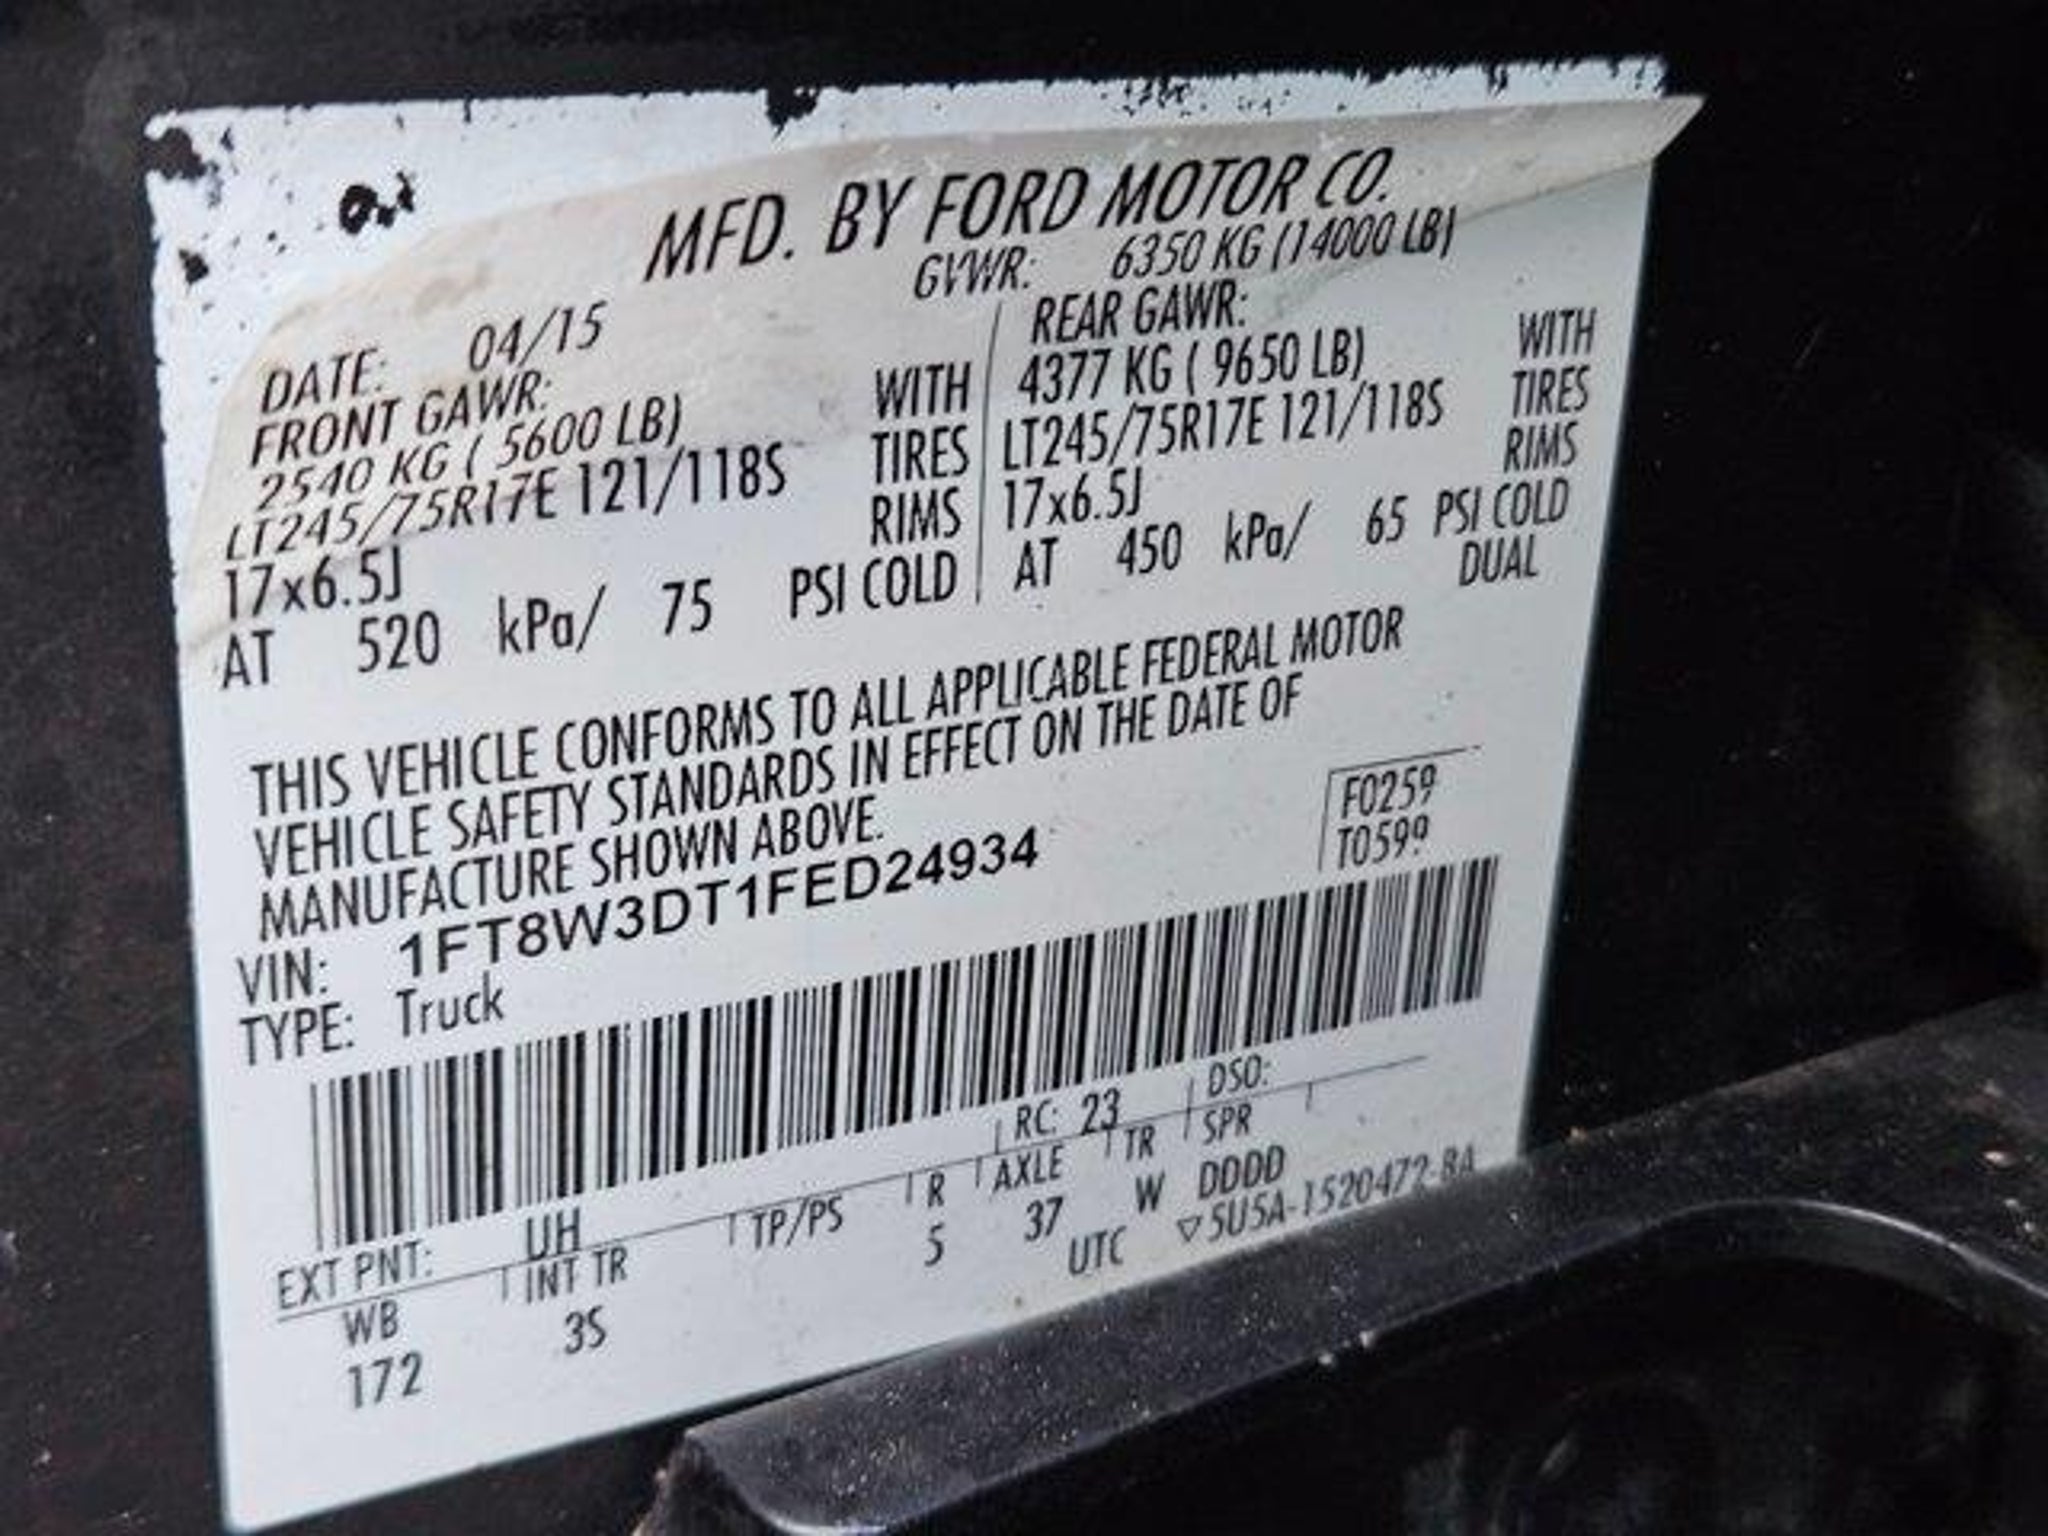 MFD. BY FORD MOTOR CO.
DATE: 04/15 GVWR: 6350 KG (14000 LB)
FRONT GAWR: REAR GAWR:
2540 KG ( 5600 LB) WITH 4377 KG ( 9650 LB) WITH
LT245/75R17E 121/118S TIRES LT245/75R17E 121/118S TIRES
17x6.5J RIMS 17x6.5J RIMS
AT 520 kPa/ 75 PSI COLD AT 450 kPa/ 65 PSI COLD
DUAL
THIS VEHICLE CONFORMS TO ALL APPLICABLE FEDERAL MOTOR
VEHICLE SAFETY STANDARDS IN EFFECT ON THE DATE OF
MANUFACTURE SHOWN ABOVE.
F0259
VIN: 1FT8W3DT1FED24934 T0599
TYPE: Truck
EXT PNT: UH RC: 23 DSO:
WB INT TR TP/PS R AXLE TR SPR
172 3S 5 37 W DDDD
UTC ▽5U5A-1520472-BA